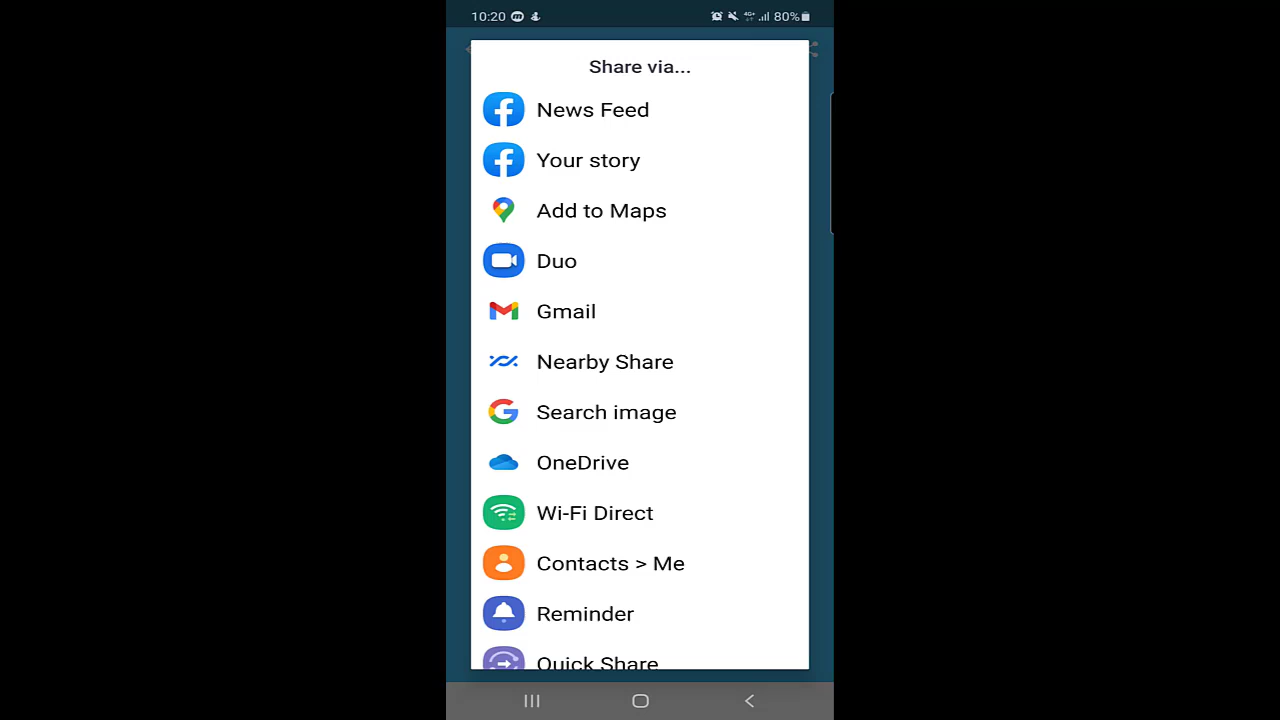 10:20
4G+
80%
Share via...
News Feed
Your story
Add to Maps
Duo
Gmail
Nearby Share
Search image
OneDrive
Wi-Fi Direct
Contacts > Me
Reminder
Quick Share